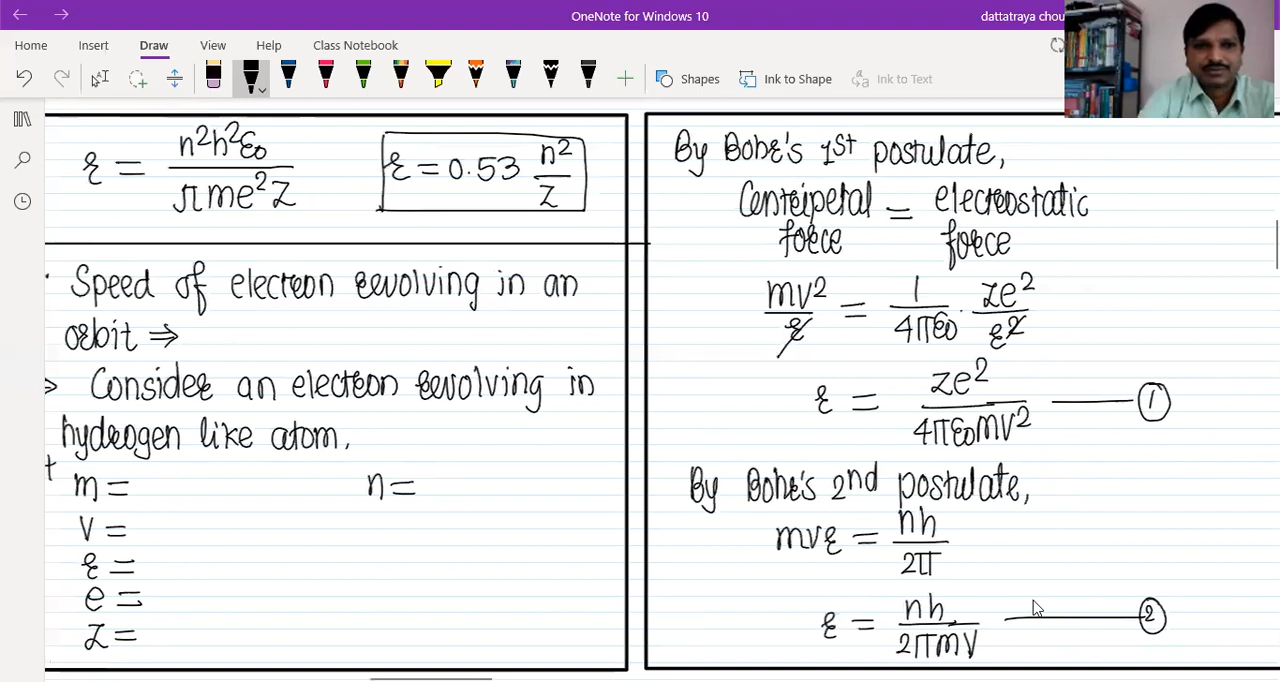 OneNote for Windows 10
dattatraya chou
Home Insert Draw View Help Class Notebook
Shapes Ink to Shape Ink to Text
r = n²h²ε₀ / πme²Z
r = 0.53 n²/Z
Speed of electron revolving in an
orbit ⇒
> Consider an electron revolving in
hydrogen like atom.
m = n =
v =
r =
e =
Z =
By Bohr's 1st postulate,
Centripetal = electrostatic
force force
mv²/r = 1/4πε₀ · Ze²/r²
r = Ze²/4πε₀mv² —— ①
By Bohr's 2nd postulate,
mvr = nh/2π
r = nh/2πmv —— ②